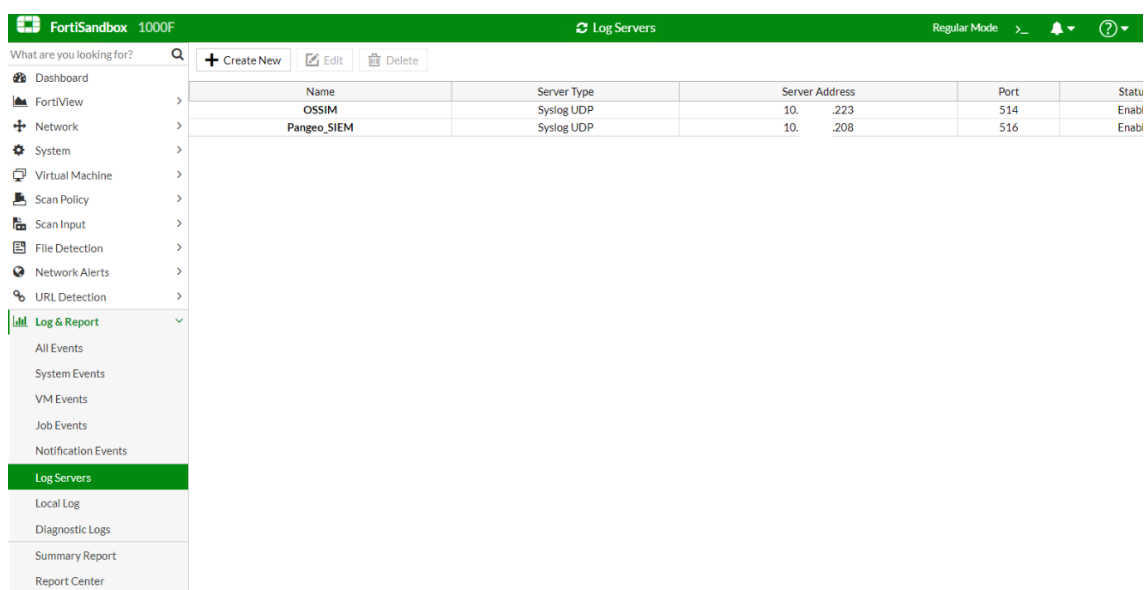 FortiSandbox 1000F
Log Servers
Regular Mode >_
What are you looking for?
Create New Edit Delete
Dashboard
FortiView
Network
System
Virtual Machine
Scan Policy
Scan Input
File Detection
Network Alerts
URL Detection
Log & Report
All Events
System Events
VM Events
Job Events
Notification Events
Log Servers
Local Log
Diagnostic Logs
Summary Report
Report Center
Name Server Type Server Address Port Statu
OSSIM Syslog UDP 10. .223 514 Enabl
Pangeo_SIEM Syslog UDP 10. .208 516 Enabl